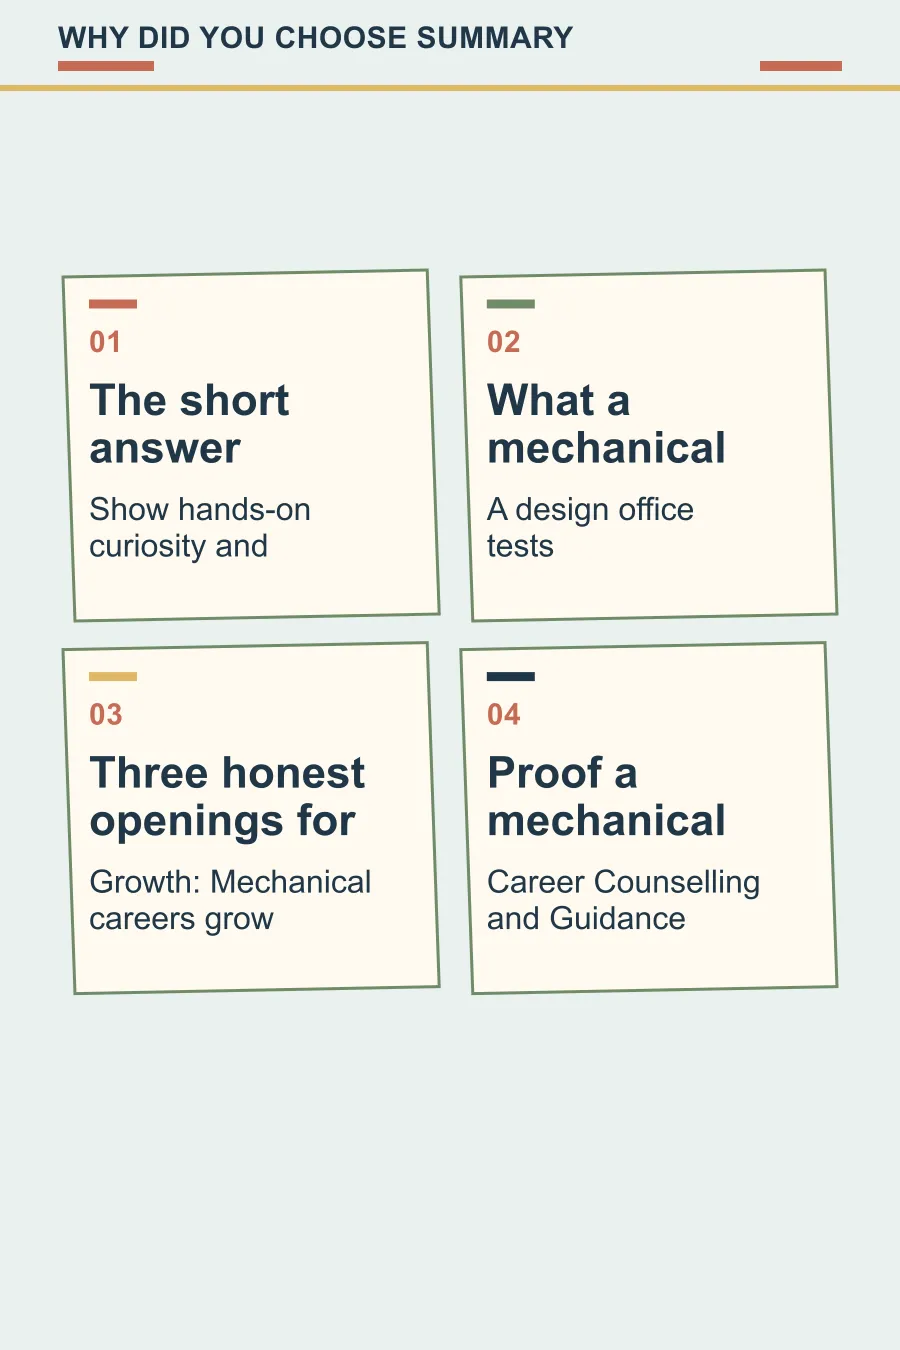 WHY DID YOU CHOOSE SUMMARY
01
The short
answer
Show hands-on
curiosity and
02
What a
mechanical
A design office
tests
03
Three honest
openings for
Growth: Mechanical
careers grow
04
Proof a
mechanical
Career Counselling
and Guidance